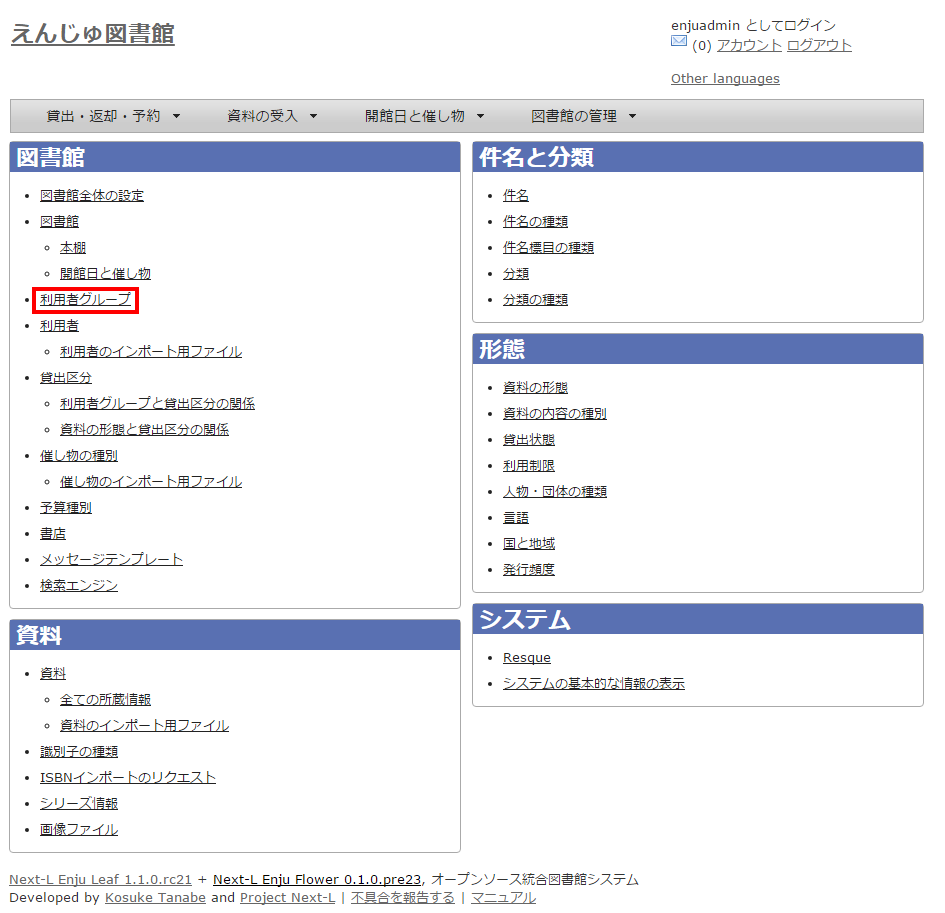 えんじゅ図書館
enjuadmin としてログイン
(0) アカウント ログアウト
Other languages
貸出・返却・予約 資料の受入 開館日と催し物 図書館の管理
図書館
図書館全体の設定
図書館
本棚
開館日と催し物
利用者グループ
利用者
利用者のインポート用ファイル
貸出区分
利用者グループと貸出区分の関係
資料の形態と貸出区分の関係
催し物の種別
催し物のインポート用ファイル
予算種別
書店
メッセージテンプレート
検索エンジン
資料
資料
全ての所蔵情報
資料のインポート用ファイル
識別子の種類
ISBNインポートのリクエスト
シリーズ情報
画像ファイル
件名と分類
件名
件名の種類
件名標目の種類
分類
分類の種類
形態
資料の形態
資料の内容の種別
貸出状態
利用制限
人物・団体の種類
言語
国と地域
発行頻度
システム
Resque
システムの基本的な情報の表示
Next-L Enju Leaf 1.1.0.rc21 + Next-L Enju Flower 0.1.0.pre23, オープンソース統合図書館システム
Developed by Kosuke Tanabe and Project Next-L | 不具合を報告する | マニュアル